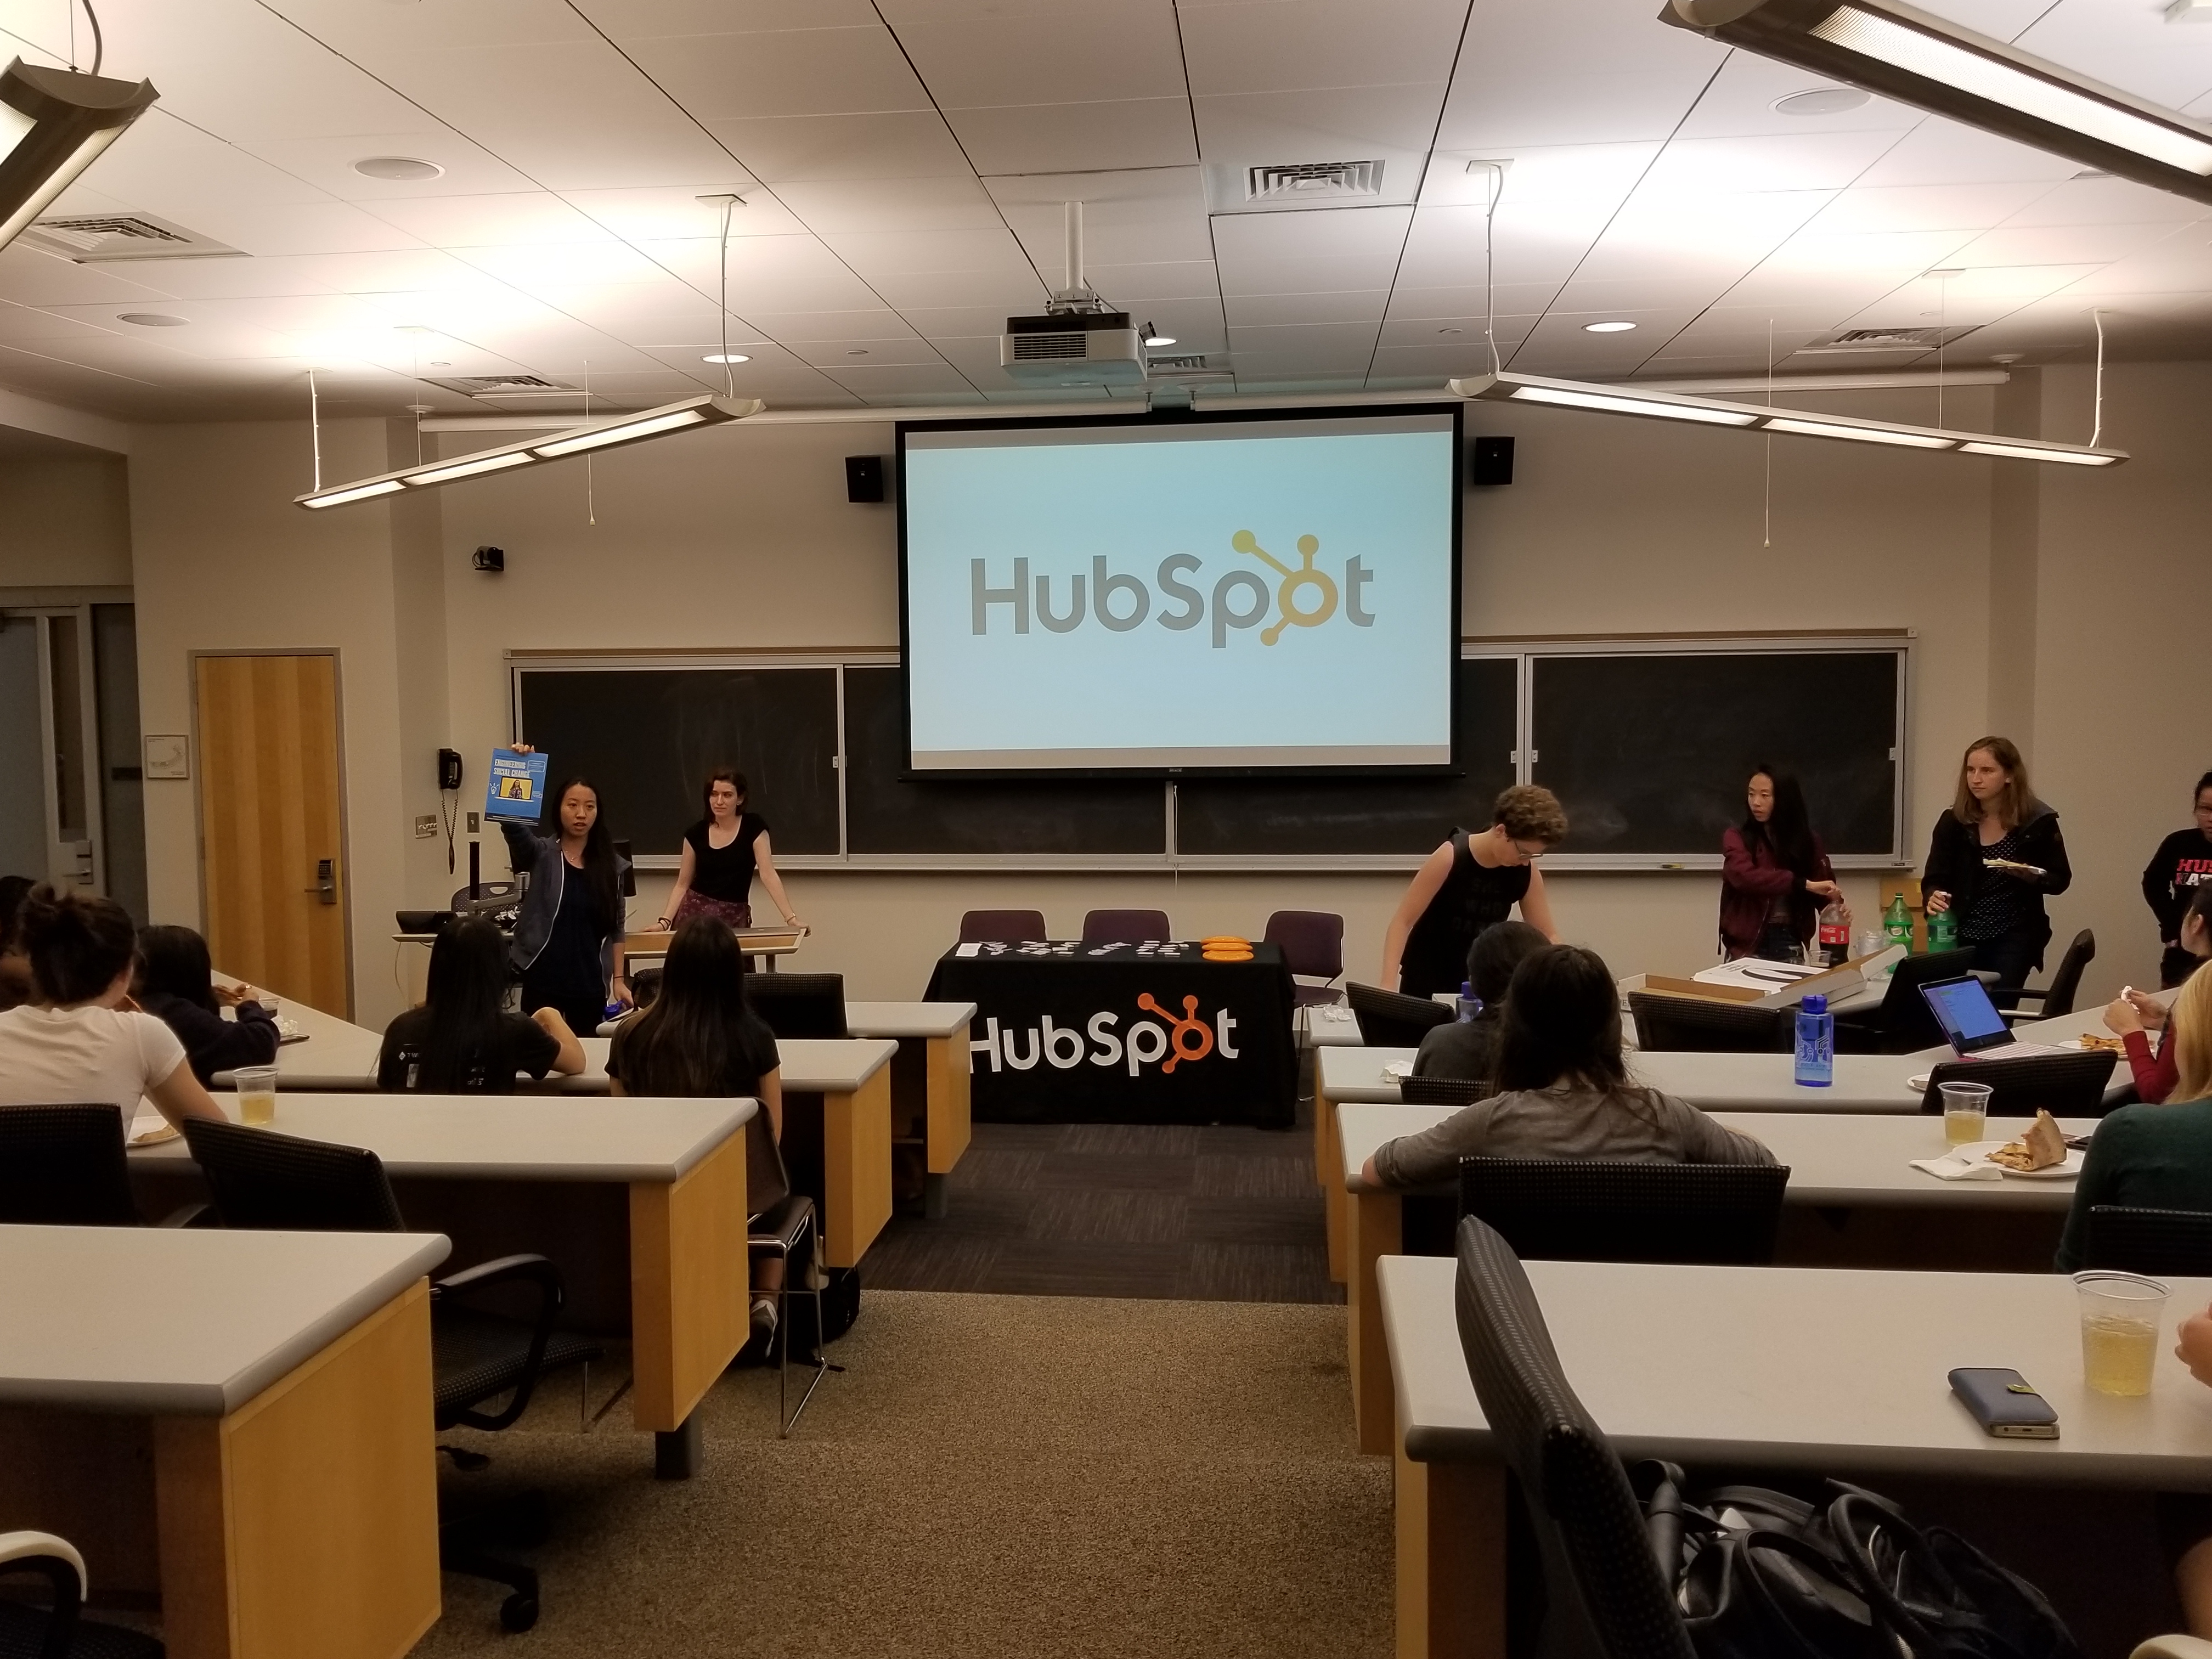 HubSpot
ENGINEERING
SOCIAL CHANGE
HubSpot